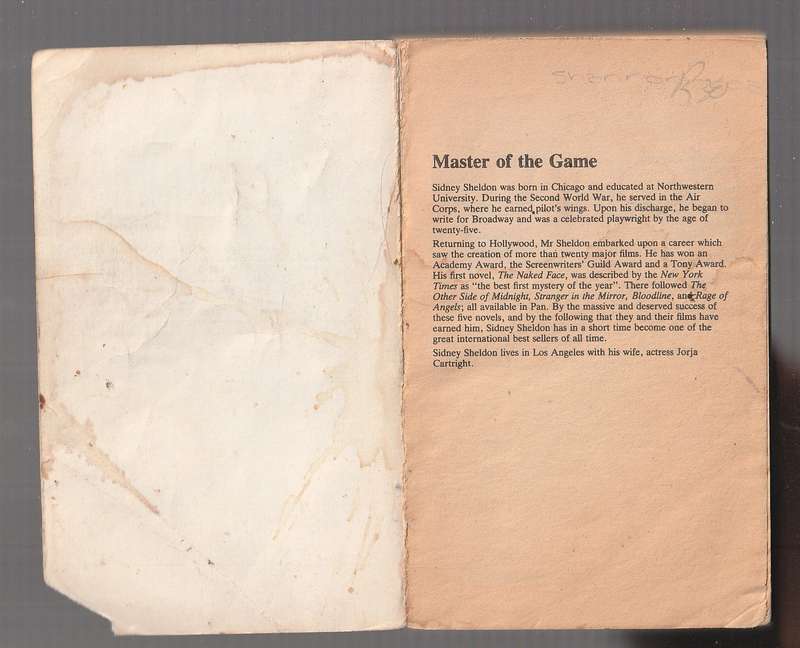 Master of the Game
Sidney Sheldon was born in Chicago and educated at Northwestern
University. During the Second World War, he served in the Air
Corps, where he earned pilot's wings. Upon his discharge, he began to
write for Broadway and was a celebrated playwright by the age of
twenty-five.
Returning to Hollywood, Mr Sheldon embarked upon a career which
saw the creation of more than twenty major films. He has won an
Academy Award, the Screenwriters' Guild Award and a Tony Award.
His first novel, The Naked Face, was described by the New York
Times as “the best first mystery of the year”. There followed The
Other Side of Midnight, Stranger in the Mirror, Bloodline, and Rage of
Angels; all available in Pan. By the massive and deserved success of
these five novels, and by the following that they and their films have
earned him, Sidney Sheldon has in a short time become one of the
great international best sellers of all time.
Sidney Sheldon lives in Los Angeles with his wife, actress Jorja
Cartright.